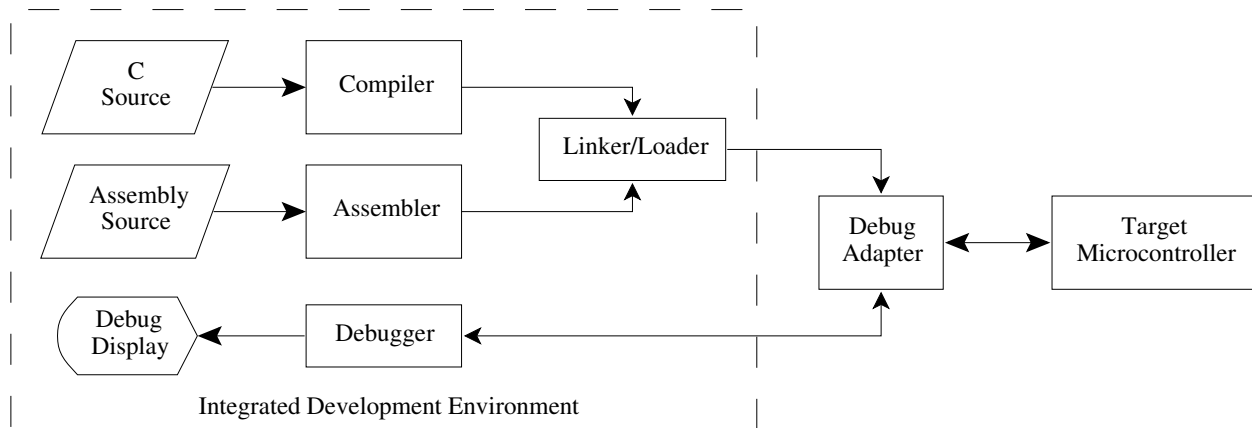 C
Source
Compiler
Linker/Loader
Assembly
Source
Assembler
Debug
Adapter
Target
Microcontroller
Debug
Display
Debugger
Integrated Development Environment